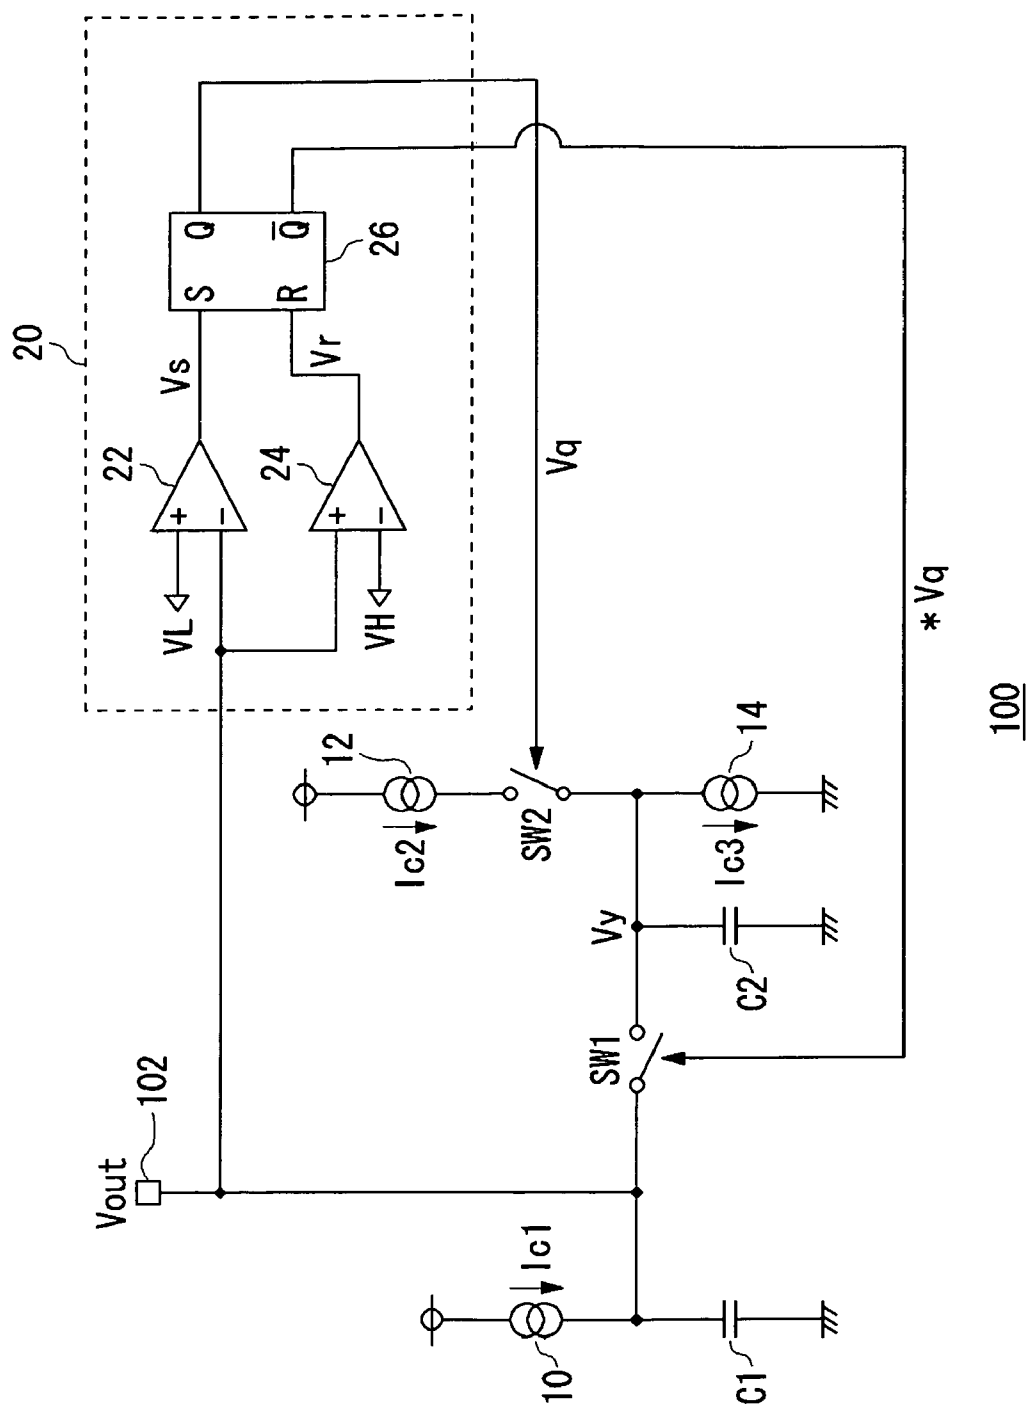 20
22
VL
+
−
Vs
S
Q
24
+
−
VH
Vr
R
Q̅
26
Vout
102
12
Ic2
SW2
Vq
10
Ic1
SW1
Vy
14
Ic3
C1
C2
*Vq
100